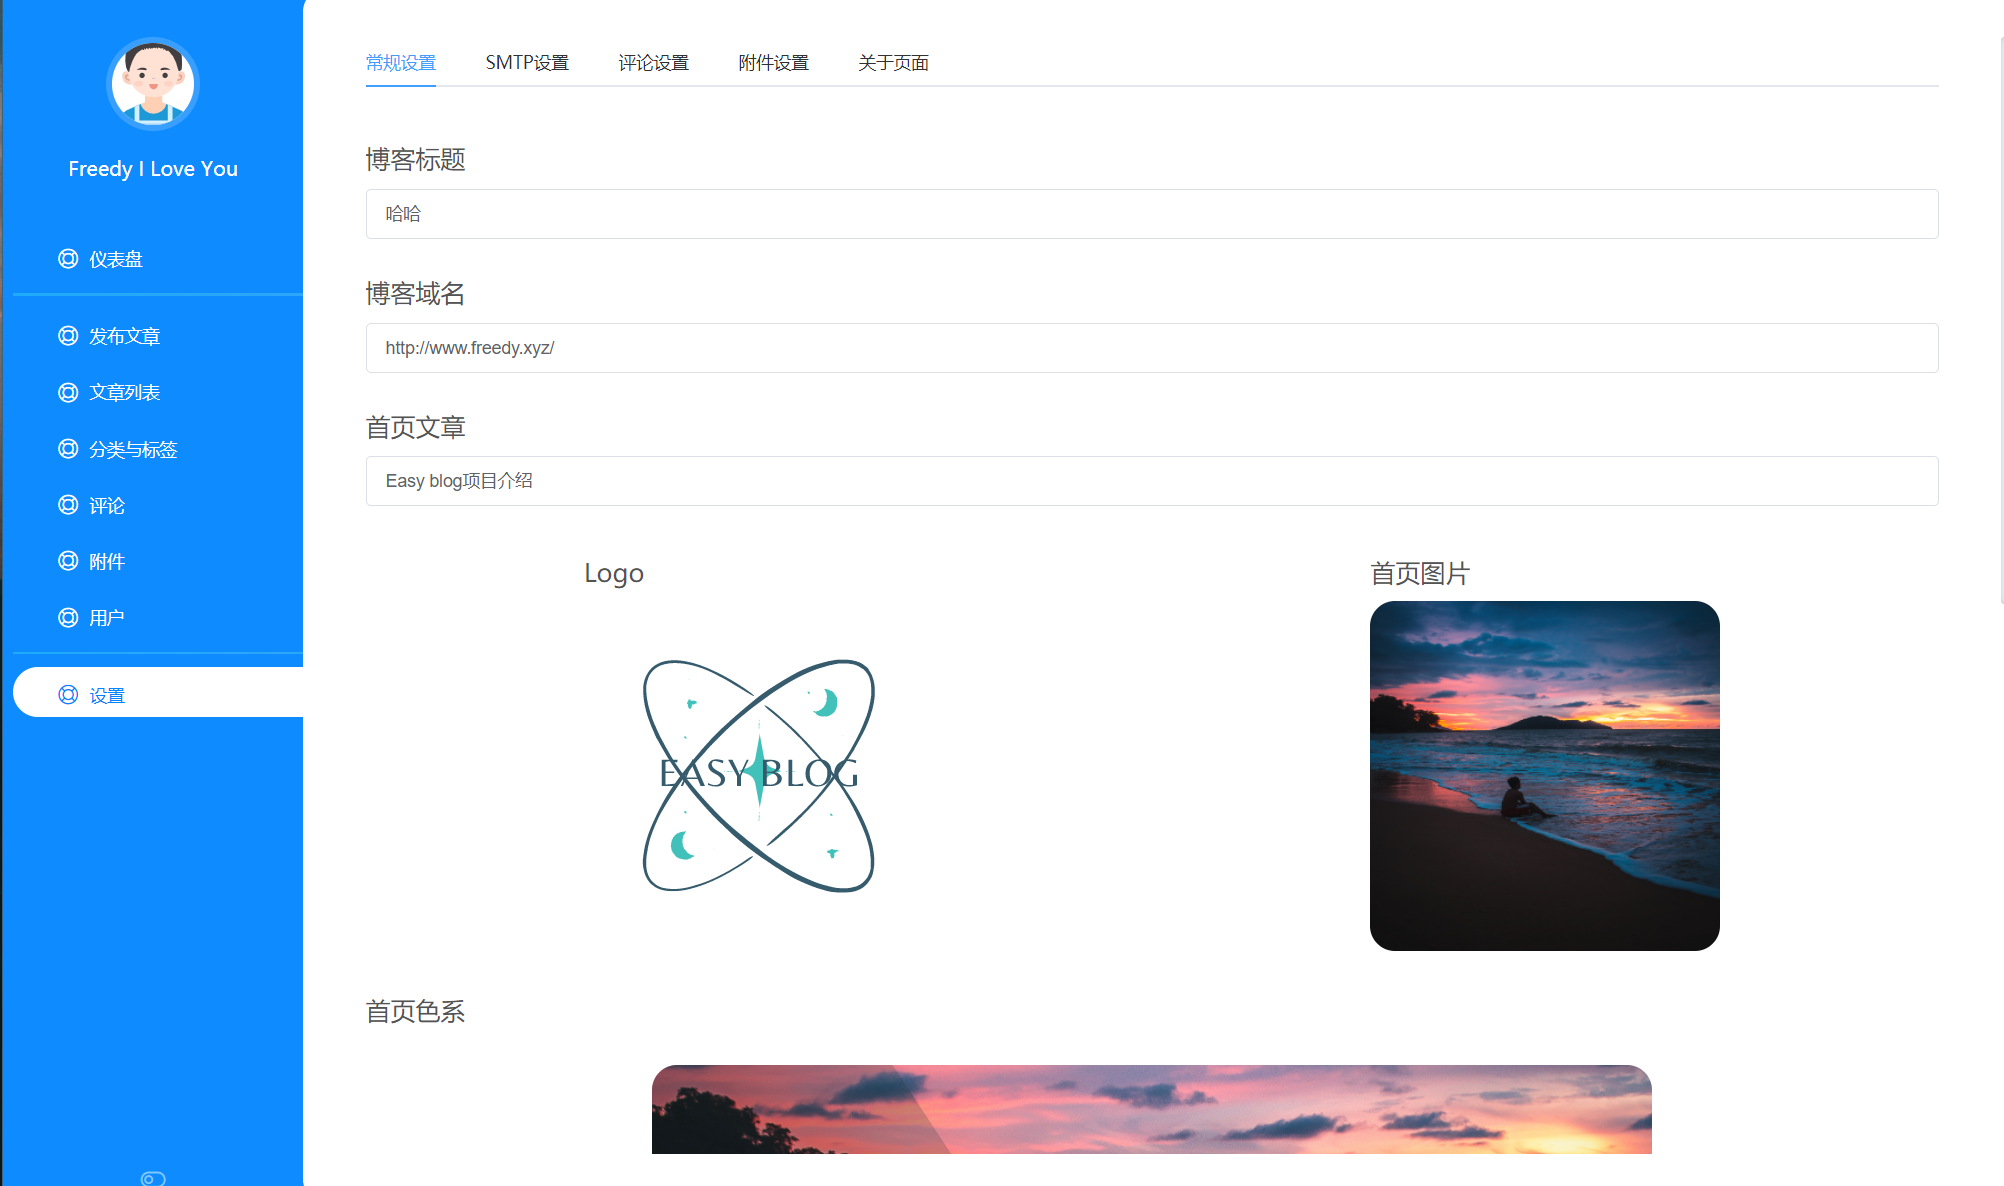 Freedy I Love You
仪表盘
发布文章
文章列表
分类与标签
评论
附件
用户
设置
常规设置 SMTP设置 评论设置 附件设置 关于页面
博客标题
哈哈
博客域名
http://www.freedy.xyz/
首页文章
Easy blog项目介绍
Logo
EASY BLOG
首页图片
首页色系